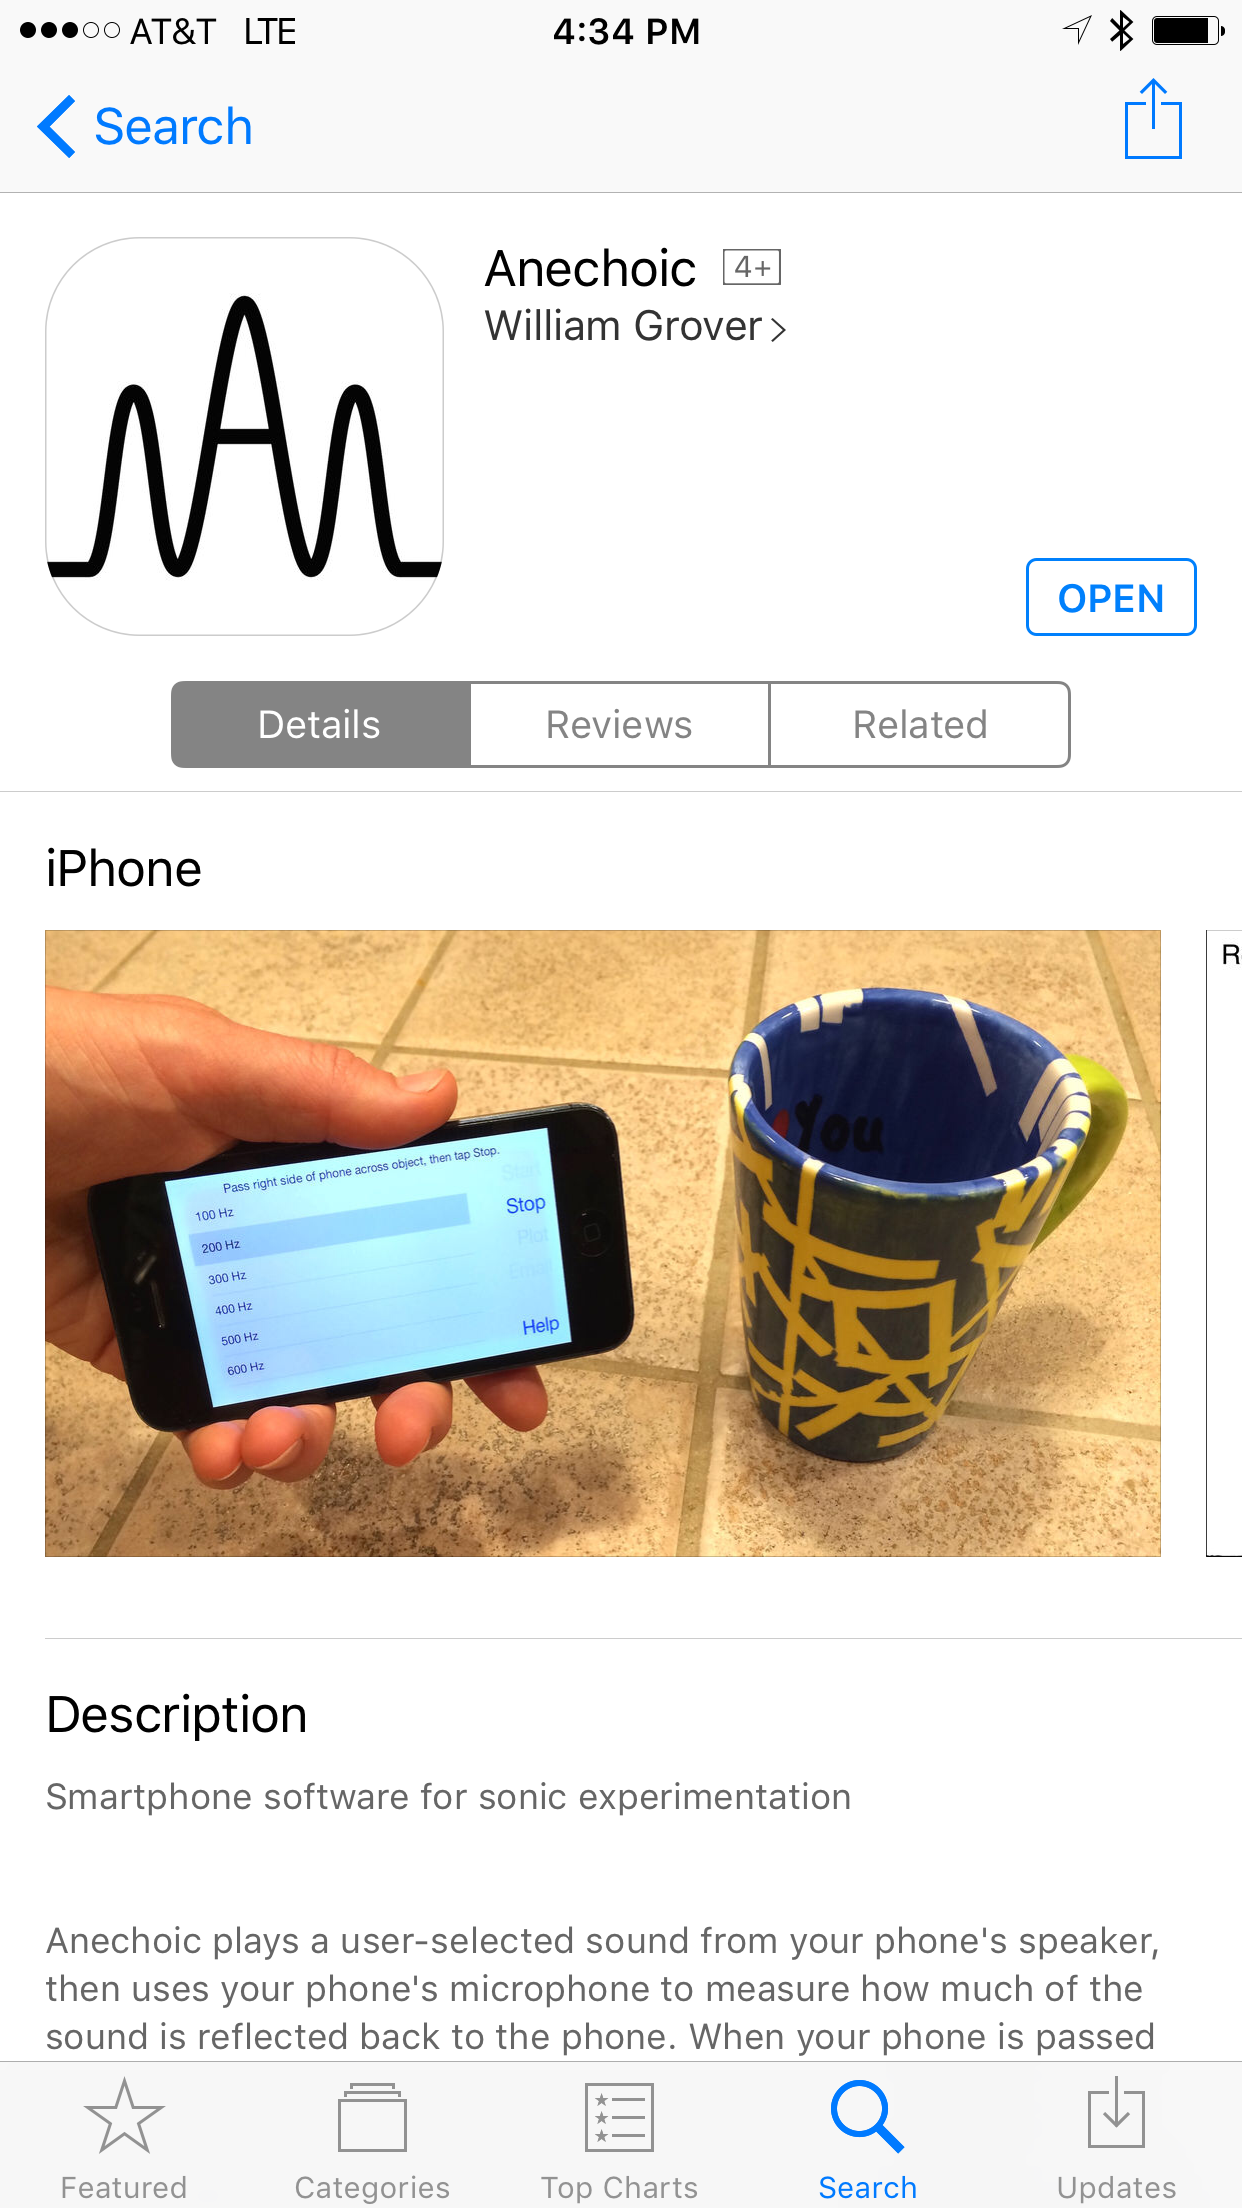 AT&T LTE 4:34 PM
Search
Anechoic 4+
William Grover
OPEN
Details Reviews Related
iPhone
Pass right side of phone across object, then tap Stop.
Start
100 Hz
Stop
200 Hz
Plot
300 Hz
Email
400 Hz
500 Hz
Help
600 Hz
You
R
Description
Smartphone software for sonic experimentation
Anechoic plays a user-selected sound from your phone's speaker,
then uses your phone's microphone to measure how much of the
sound is reflected back to the phone. When your phone is passed
Featured Categories Top Charts Search Updates